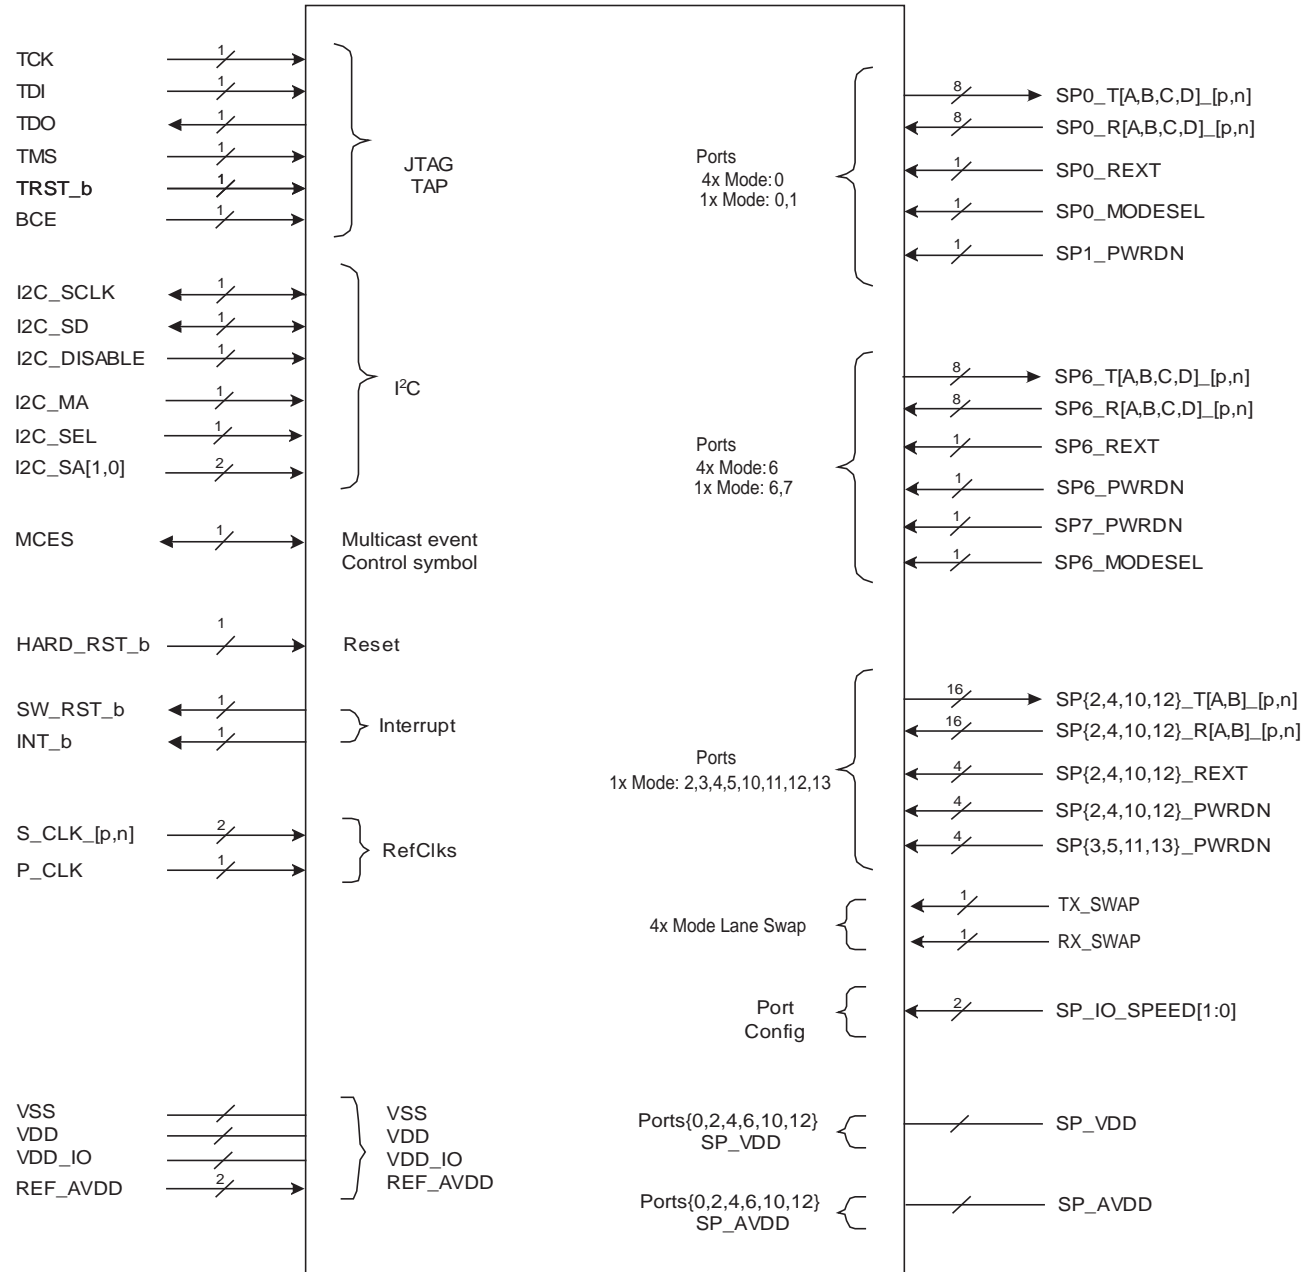 TCK
1
TDI
1
TDO
1
TMS
1
TRST_b
1
BCE
1
JTAG
TAP
I2C_SCLK
1
I2C_SD
1
I2C_DISABLE
1
I2C_MA
1
I2C_SEL
1
I2C_SA[1,0]
2
I²C
MCES
1
Multicast event
Control symbol
HARD_RST_b
1
Reset
SW_RST_b
1
INT_b
1
Interrupt
S_CLK_[p,n]
2
P_CLK
1
RefClks
VSS
VDD
VDD_IO
REF_AVDD
2
VSS
VDD
VDD_IO
REF_AVDD
Ports
4x Mode: 0
1x Mode: 0,1
8
SP0_T[A,B,C,D]_[p,n]
8
SP0_R[A,B,C,D]_[p,n]
1
SP0_REXT
1
SP0_MODESEL
1
SP1_PWRDN
Ports
4x Mode: 6
1x Mode: 6,7
8
SP6_T[A,B,C,D]_[p,n]
8
SP6_R[A,B,C,D]_[p,n]
1
SP6_REXT
1
SP6_PWRDN
1
SP7_PWRDN
1
SP6_MODESEL
Ports
1x Mode: 2,3,4,5,10,11,12,13
16
SP{2,4,10,12}_T[A,B]_[p,n]
16
SP{2,4,10,12}_R[A,B]_[p,n]
4
SP{2,4,10,12}_REXT
4
SP{2,4,10,12}_PWRDN
4
SP{3,5,11,13}_PWRDN
4x Mode Lane Swap
1
TX_SWAP
1
RX_SWAP
Port
Config
2
SP_IO_SPEED[1:0]
Ports{0,2,4,6,10,12}
SP_VDD
SP_VDD
Ports{0,2,4,6,10,12}
SP_AVDD
SP_AVDD